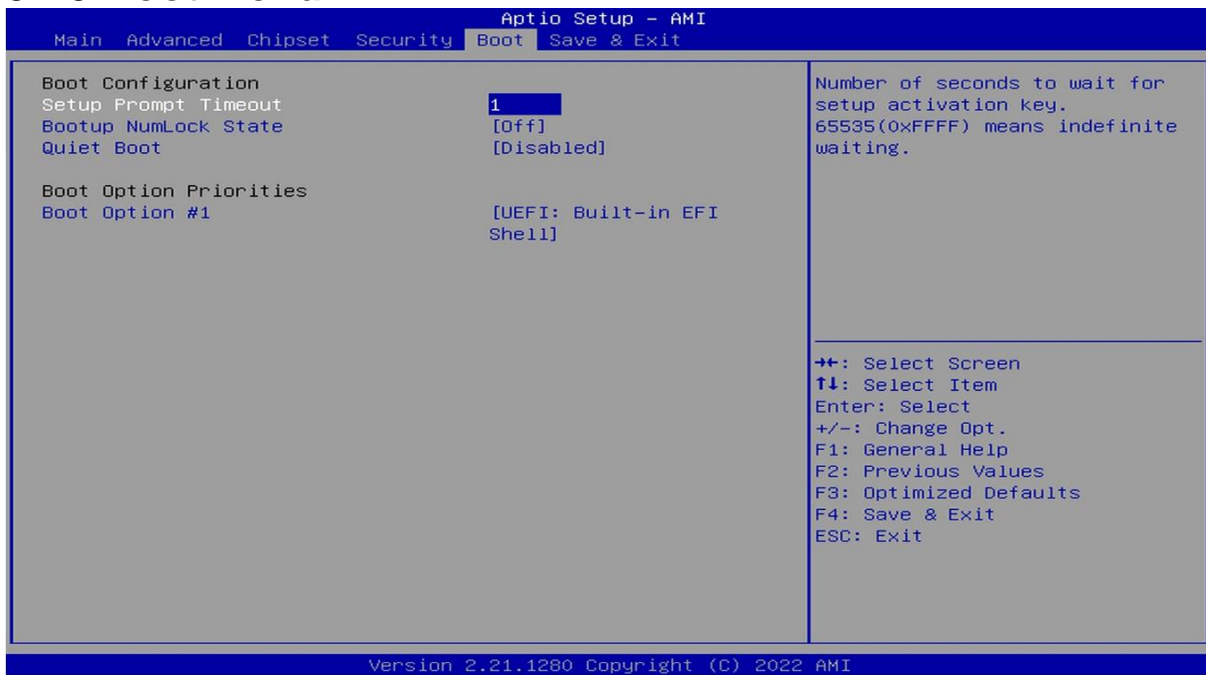 Aptio Setup – AMI
Main Advanced Chipset Security Boot Save & Exit
Boot Configuration
Setup Prompt Timeout 1
Bootup NumLock State [Off]
Quiet Boot [Disabled]
Boot Option Priorities
Boot Option #1 [UEFI: Built-in EFI
Shell]
Number of seconds to wait for
setup activation key.
65535(0xFFFF) means indefinite
waiting.
→←: Select Screen
↑↓: Select Item
Enter: Select
+/-: Change Opt.
F1: General Help
F2: Previous Values
F3: Optimized Defaults
F4: Save & Exit
ESC: Exit
Version 2.21.1280 Copyright (C) 2022 AMI